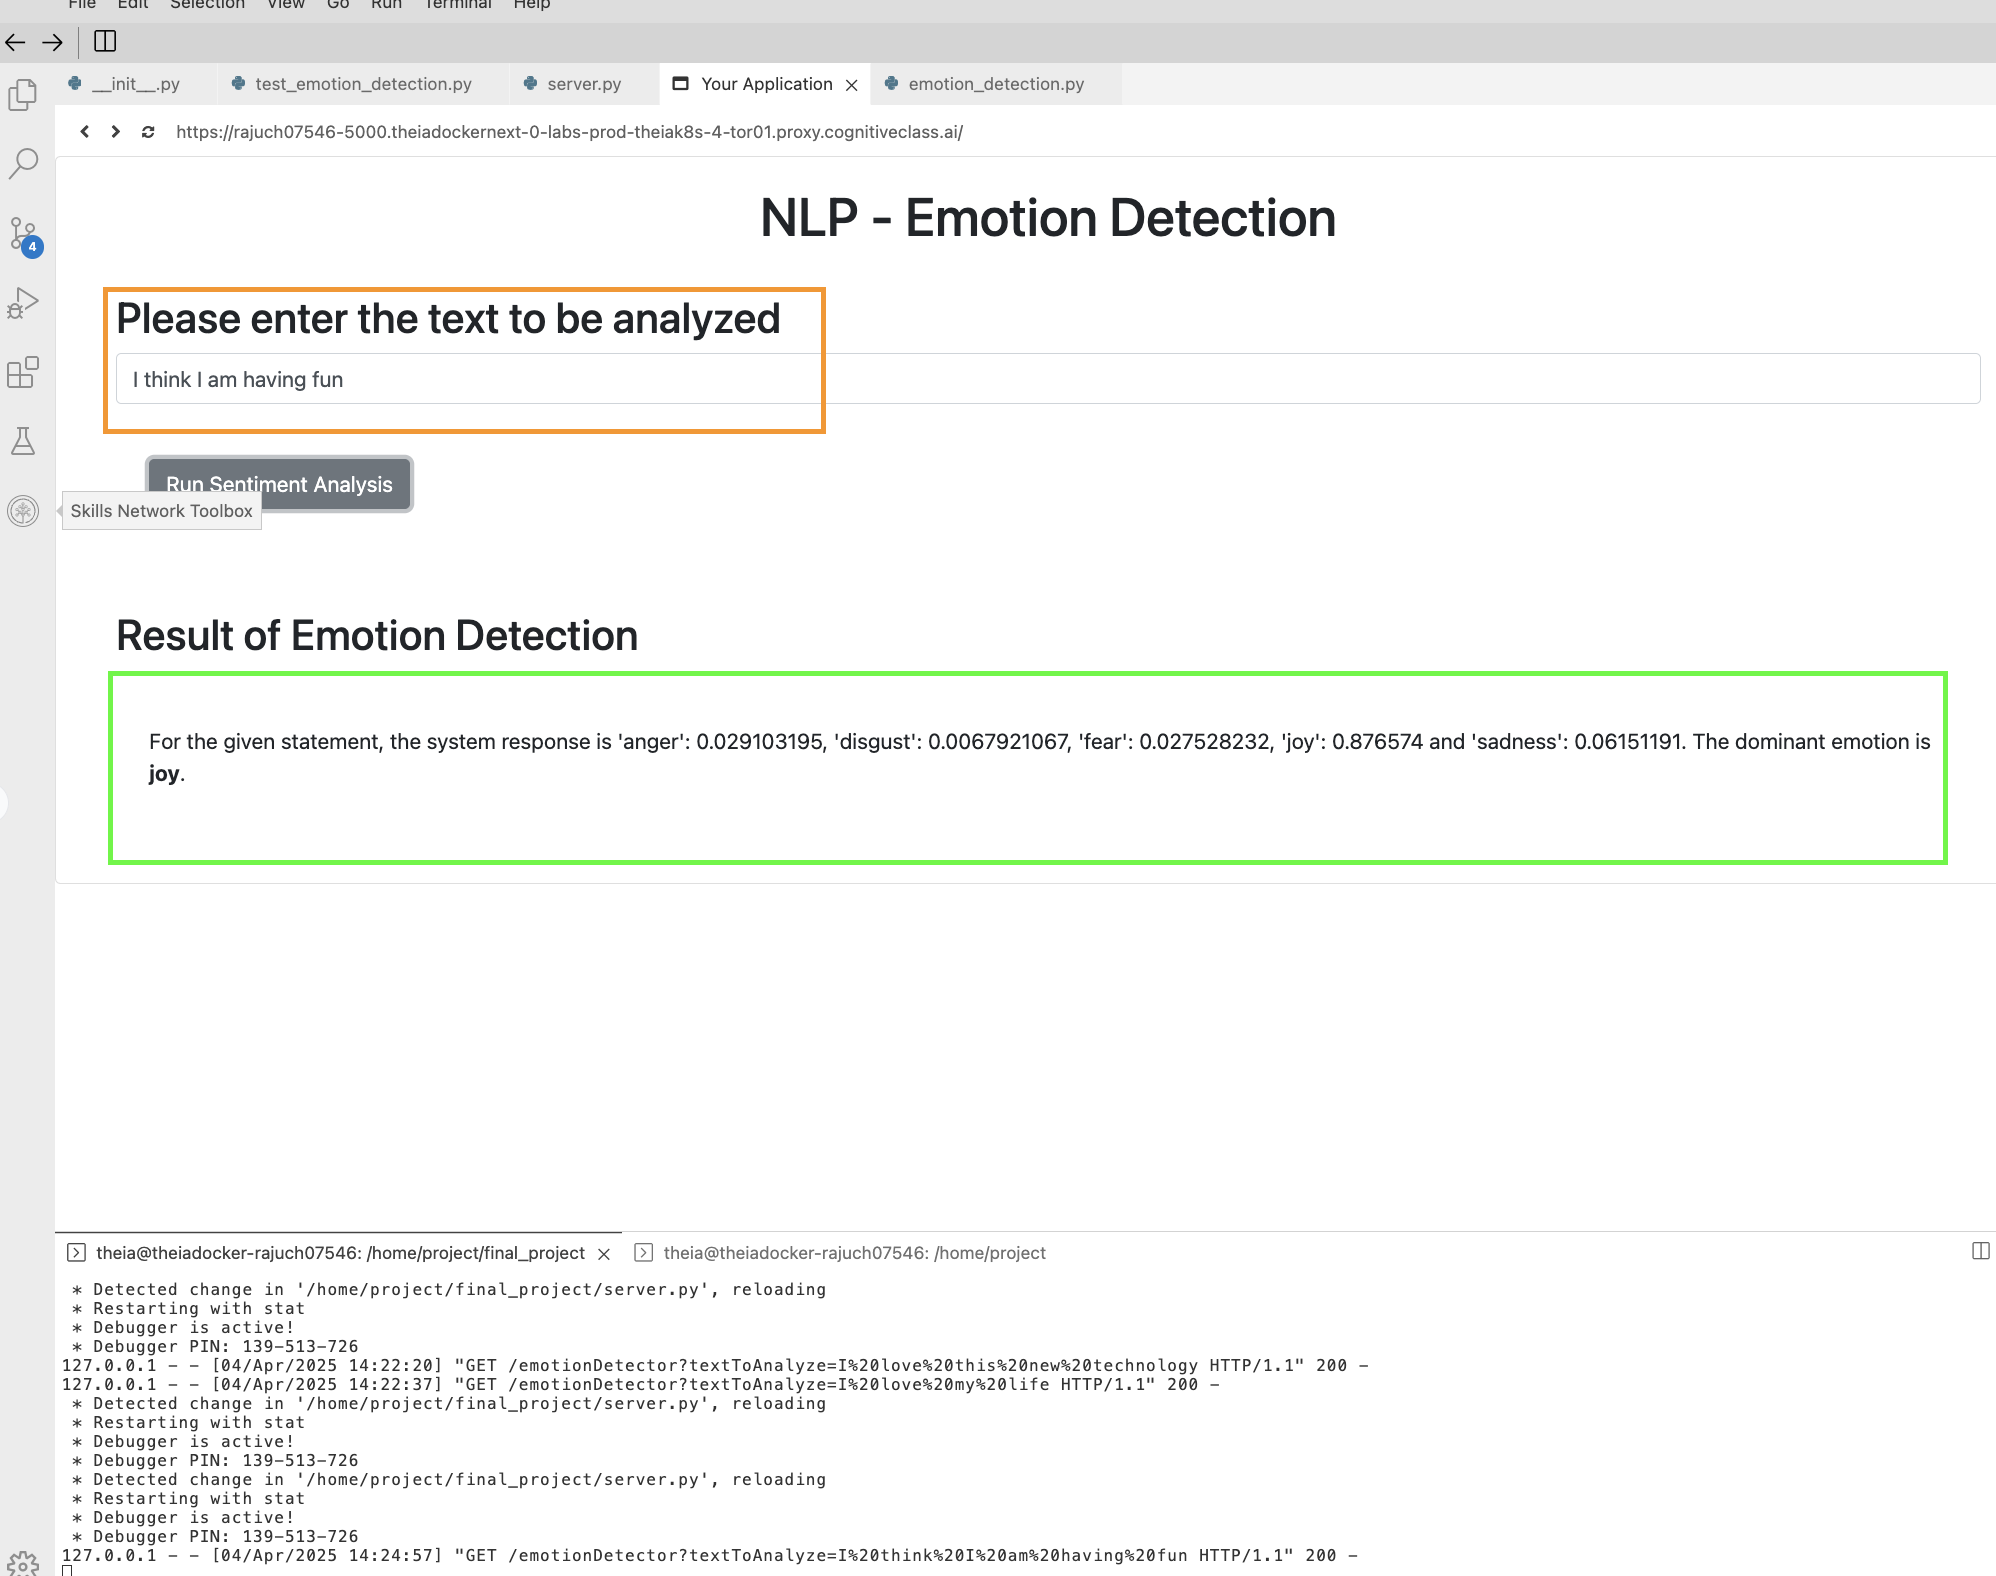 File Edit Selection View Go Run Terminal Help
__init__.py test_emotion_detection.py server.py Your Application emotion_detection.py
https://rajuch07546-5000.theiadockernext-0-labs-prod-theiak8s-4-tor01.proxy.cognitiveclass.ai/
NLP - Emotion Detection
4
Please enter the text to be analyzed
I think I am having fun
Run Sentiment Analysis
Skills Network Toolbox
Result of Emotion Detection
For the given statement, the system response is 'anger': 0.029103195, 'disgust': 0.0067921067, 'fear': 0.027528232, 'joy': 0.876574 and 'sadness': 0.06151191. The dominant emotion is
joy.
theia@theiadocker-rajuch07546: /home/project/final_project theia@theiadocker-rajuch07546: /home/project
* Detected change in '/home/project/final_project/server.py', reloading
* Restarting with stat
* Debugger is active!
* Debugger PIN: 139-513-726
127.0.0.1 - - [04/Apr/2025 14:22:20] "GET /emotionDetector?textToAnalyze=I%20love%20this%20new%20technology HTTP/1.1" 200 -
127.0.0.1 - - [04/Apr/2025 14:22:37] "GET /emotionDetector?textToAnalyze=I%20love%20my%20life HTTP/1.1" 200 -
* Detected change in '/home/project/final_project/server.py', reloading
* Restarting with stat
* Debugger is active!
* Debugger PIN: 139-513-726
* Detected change in '/home/project/final_project/server.py', reloading
* Restarting with stat
* Debugger is active!
* Debugger PIN: 139-513-726
127.0.0.1 - - [04/Apr/2025 14:24:57] "GET /emotionDetector?textToAnalyze=I%20think%20I%20am%20having%20fun HTTP/1.1" 200 -